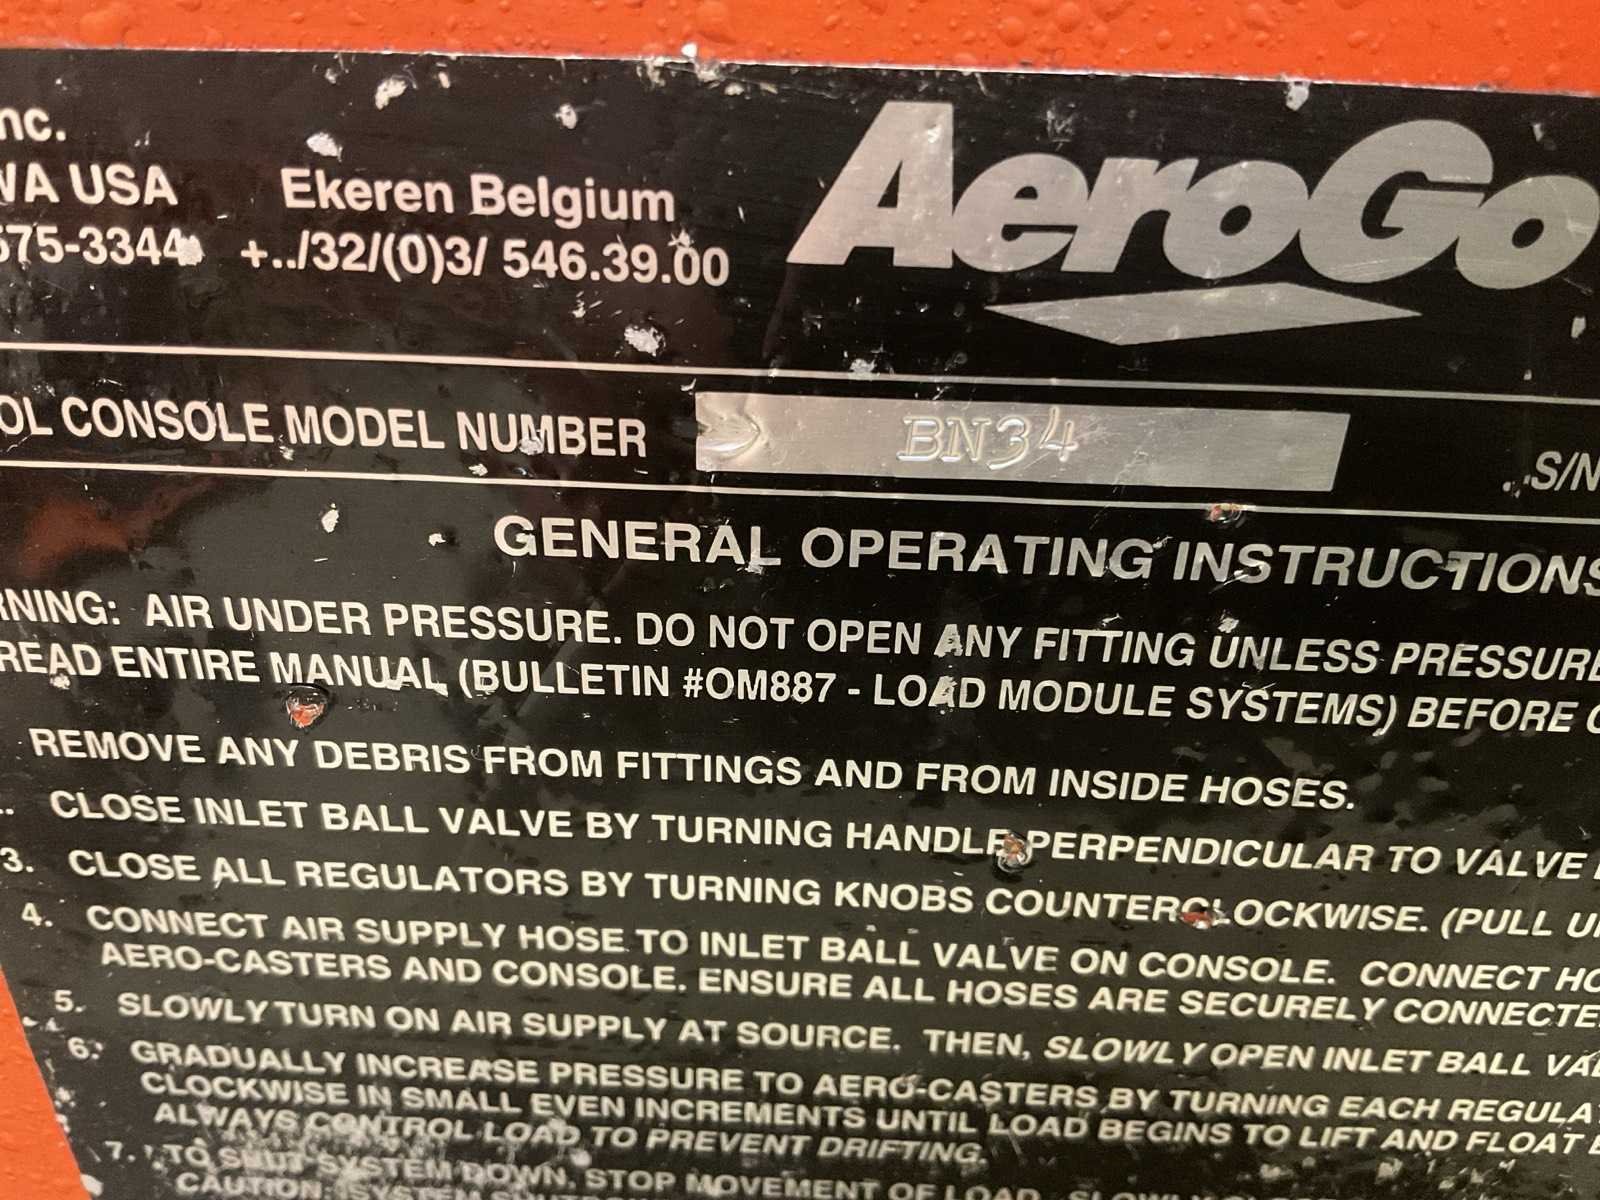 nc.
WA USA
575-3344
Ekeren Belgium
+../32/(0)3/ 546.39.00
AeroGo
OL CONSOLE MODEL NUMBER BN34 S/N
GENERAL OPERATING INSTRUCTIONS
RNING: AIR UNDER PRESSURE. DO NOT OPEN ANY FITTING UNLESS PRESSURE
READ ENTIRE MANUAL (BULLETIN #OM887 - LOAD MODULE SYSTEMS) BEFORE
REMOVE ANY DEBRIS FROM FITTINGS AND FROM INSIDE HOSES.
CLOSE INLET BALL VALVE BY TURNING HANDLE PERPENDICULAR TO VALVE
3. CLOSE ALL REGULATORS BY TURNING KNOBS COUNTERCLOCKWISE. (PULL U
4. CONNECT AIR SUPPLY HOSE TO INLET BALL VALVE ON CONSOLE. CONNECT HO
AERO-CASTERS AND CONSOLE. ENSURE ALL HOSES ARE SECURELY CONNECTE
5. SLOWLY TURN ON AIR SUPPLY AT SOURCE. THEN, SLOWLY OPEN INLET BALL VAL
6. GRADUALLY INCREASE PRESSURE TO AERO-CASTERS BY TURNING EACH REGULA
CLOCKWISE IN SMALL EVEN INCREMENTS UNTIL LOAD BEGINS TO LIFT AND FLOAT
ALWAYS CONTROL LOAD TO PREVENT DRIFTING.
7. TO SHUT SYSTEM DOWN, STOP MOVEMENT OF LOAD. SLOWLY
CAUTION: SYSTEM